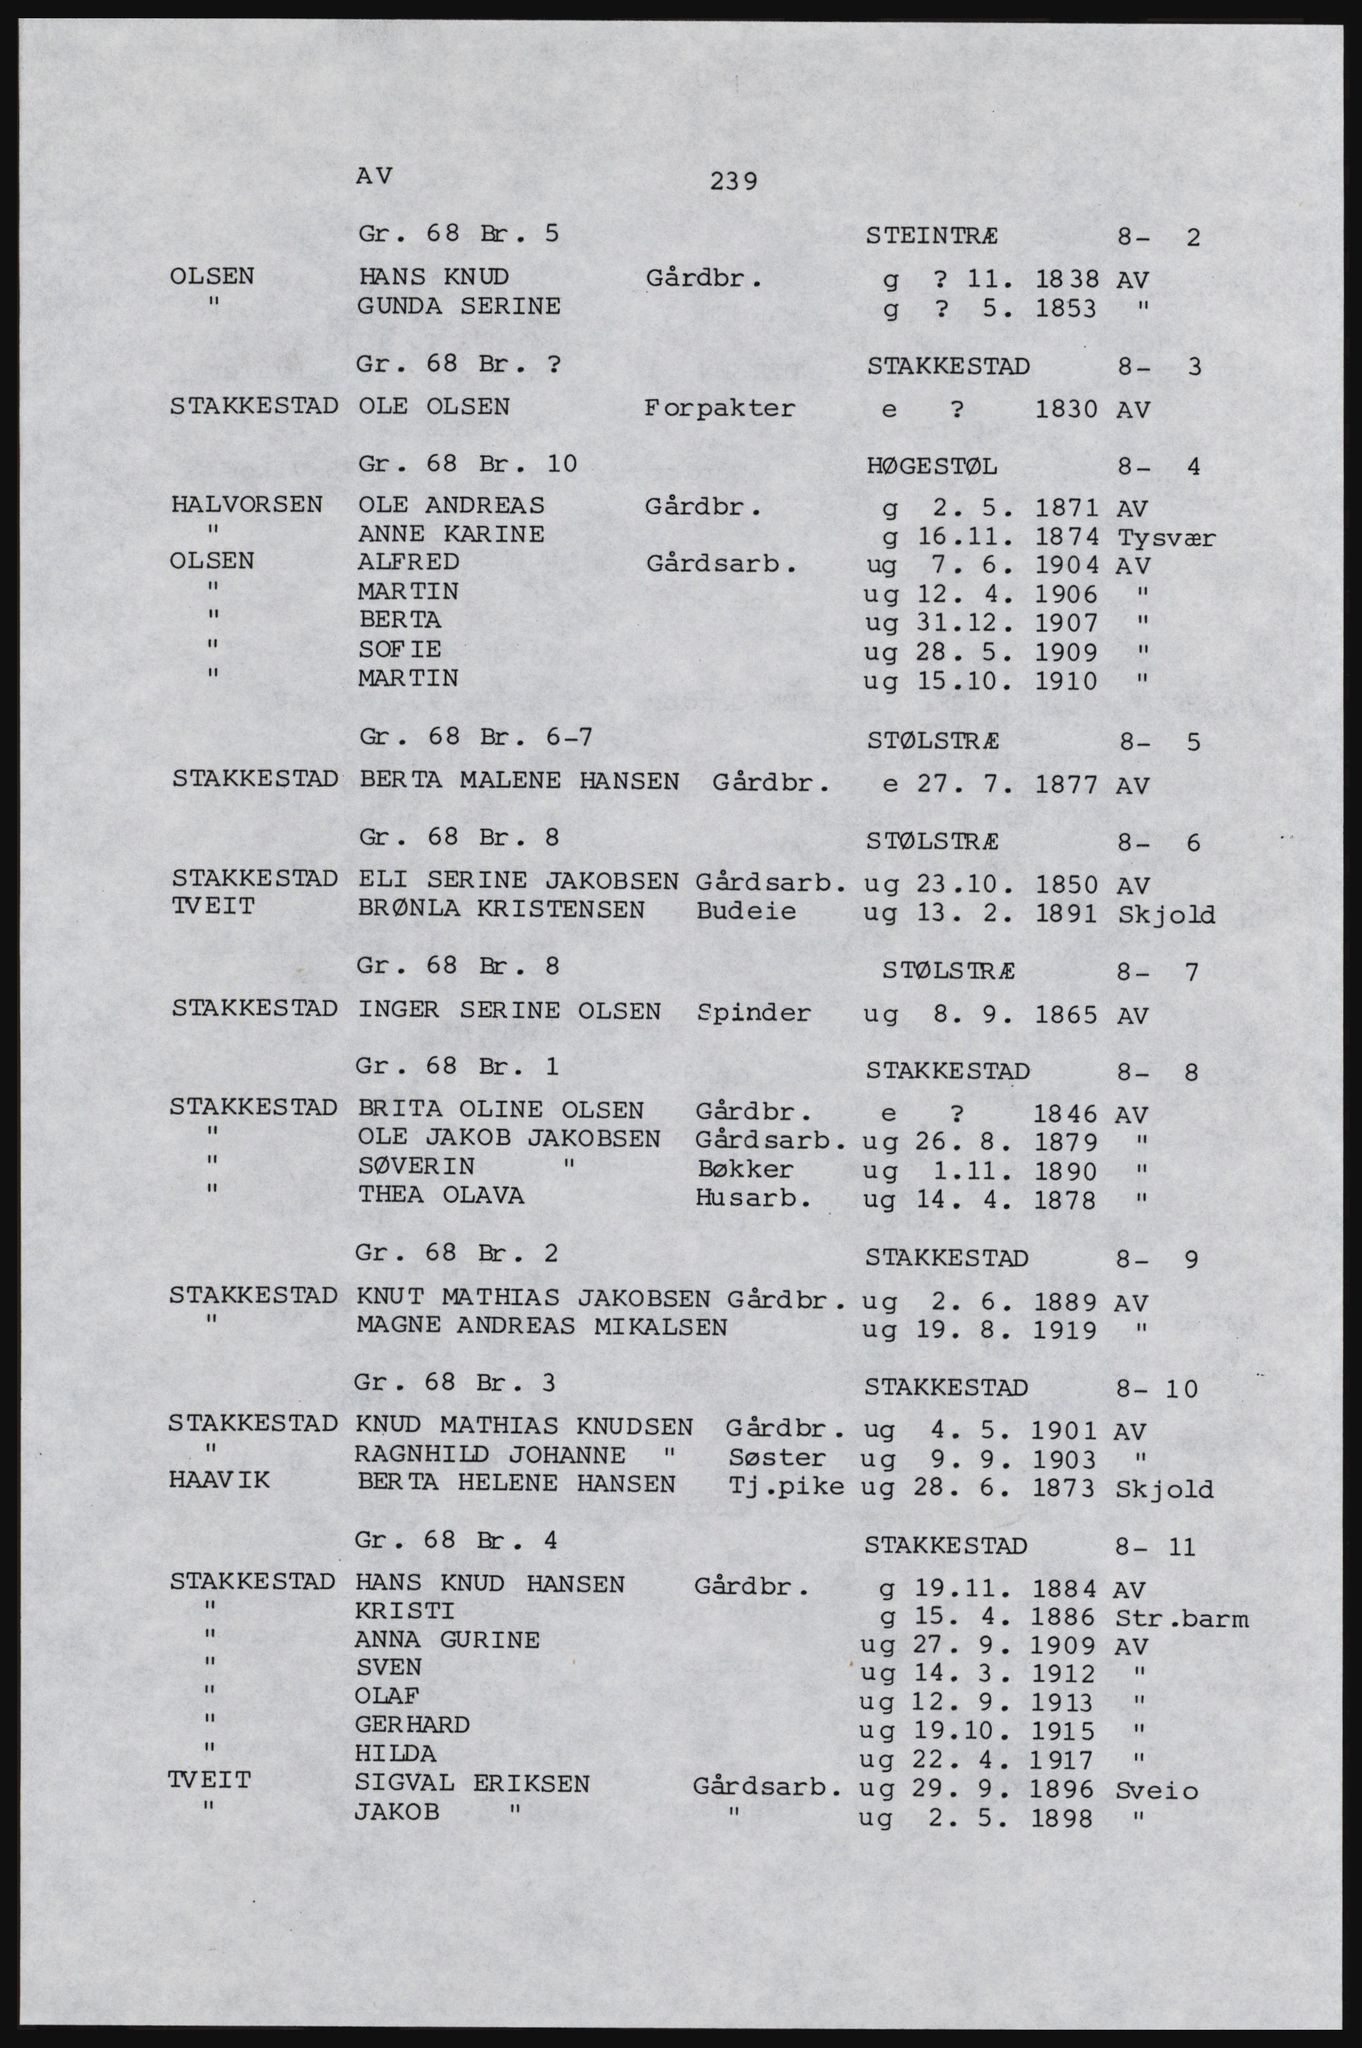 AV 239
Gr. 68 Br. 5 STEINTRÆ 8- 2
OLSEN HANS KNUD Gårdbr. g ? 11. 1838 AV
" GUNDA SERINE g ? 5. 1853 "
Gr. 68 Br. ? STAKKESTAD 8- 3
STAKKESTAD OLE OLSEN Forpakter e ? 1830 AV
Gr. 68 Br. 10 HØGESTØL 8- 4
HALVORSEN OLE ANDREAS Gårdbr. g 2. 5. 1871 AV
" ANNE KARINE g 16.11. 1874 Tysvær
OLSEN ALFRED Gårdsarb. ug 7. 6. 1904 AV
" MARTIN ug 12. 4. 1906 "
" BERTA ug 31.12. 1907 "
" SOFIE ug 28. 5. 1909 "
" MARTIN ug 15.10. 1910 "
Gr. 68 Br. 6-7 STØLSTRÆ 8- 5
STAKKESTAD BERTA MALENE HANSEN Gårdbr. e 27. 7. 1877 AV
Gr. 68 Br. 8 STØLSTRÆ 8- 6
STAKKESTAD ELI SERINE JAKOBSEN Gårdsarb. ug 23.10. 1850 AV
TVEIT BRØNLA KRISTENSEN Budeie ug 13. 2. 1891 Skjold
Gr. 68 Br. 8 STØLSTRÆ 8- 7
STAKKESTAD INGER SERINE OLSEN Spinder ug 8. 9. 1865 AV
Gr. 68 Br. 1 STAKKESTAD 8- 8
STAKKESTAD BRITA OLINE OLSEN Gårdbr. e ? 1846 AV
" OLE JAKOB JAKOBSEN Gårdsarb. ug 26. 8. 1879 "
" SØVERIN " Bøkker ug 1.11. 1890 "
" THEA OLAVA Husarb. ug 14. 4. 1878 "
Gr. 68 Br. 2 STAKKESTAD 8- 9
STAKKESTAD KNUT MATHIAS JAKOBSEN Gårdbr. ug 2. 6. 1889 AV
" MAGNE ANDREAS MIKALSEN ug 19. 8. 1919 "
Gr. 68 Br. 3 STAKKESTAD 8- 10
STAKKESTAD KNUD MATHIAS KNUDSEN Gårdbr. ug 4. 5. 1901 AV
" RAGNHILD JOHANNE " Søster ug 9. 9. 1903 "
HAAVIK BERTA HELENE HANSEN Tj.pike ug 28. 6. 1873 Skjold
Gr. 68 Br. 4 STAKKESTAD 8- 11
STAKKESTAD HANS KNUD HANSEN Gårdbr. g 19.11. 1884 AV
" KRISTI g 15. 4. 1886 Str.barm
" ANNA GURINE ug 27. 9. 1909 AV
" SVEN ug 14. 3. 1912 "
" OLAF ug 12. 9. 1913 "
" GERHARD ug 19.10. 1915 "
" HILDA ug 22. 4. 1917 "
TVEIT SIGVAL ERIKSEN Gårdsarb. ug 29. 9. 1896 Sveio
" JAKOB " " ug 2. 5. 1898 "